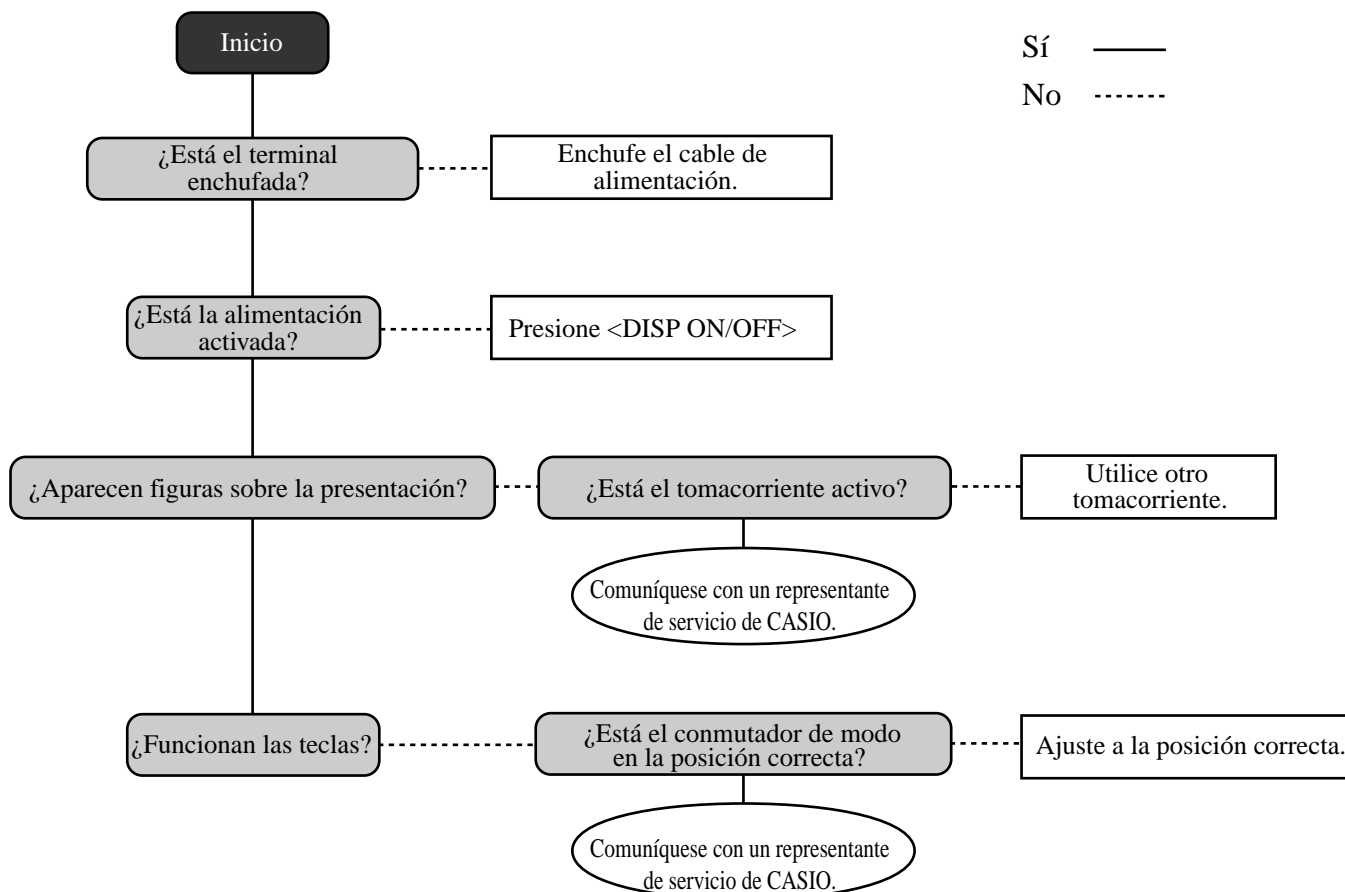 Inicio
Sí
No
¿Está el terminal
enchufada?
Enchufe el cable de
alimentación.
¿Está la alimentación
activada?
Presione <DISP ON/OFF>
¿Aparecen figuras sobre la presentación?
¿Está el tomacorriente activo?
Utilice otro
tomacorriente.
Comuníquese con un representante
de servicio de CASIO.
¿Funcionan las teclas?
¿Está el conmutador de modo
en la posición correcta?
Ajuste a la posición correcta.
Comuníquese con un representante
de servicio de CASIO.